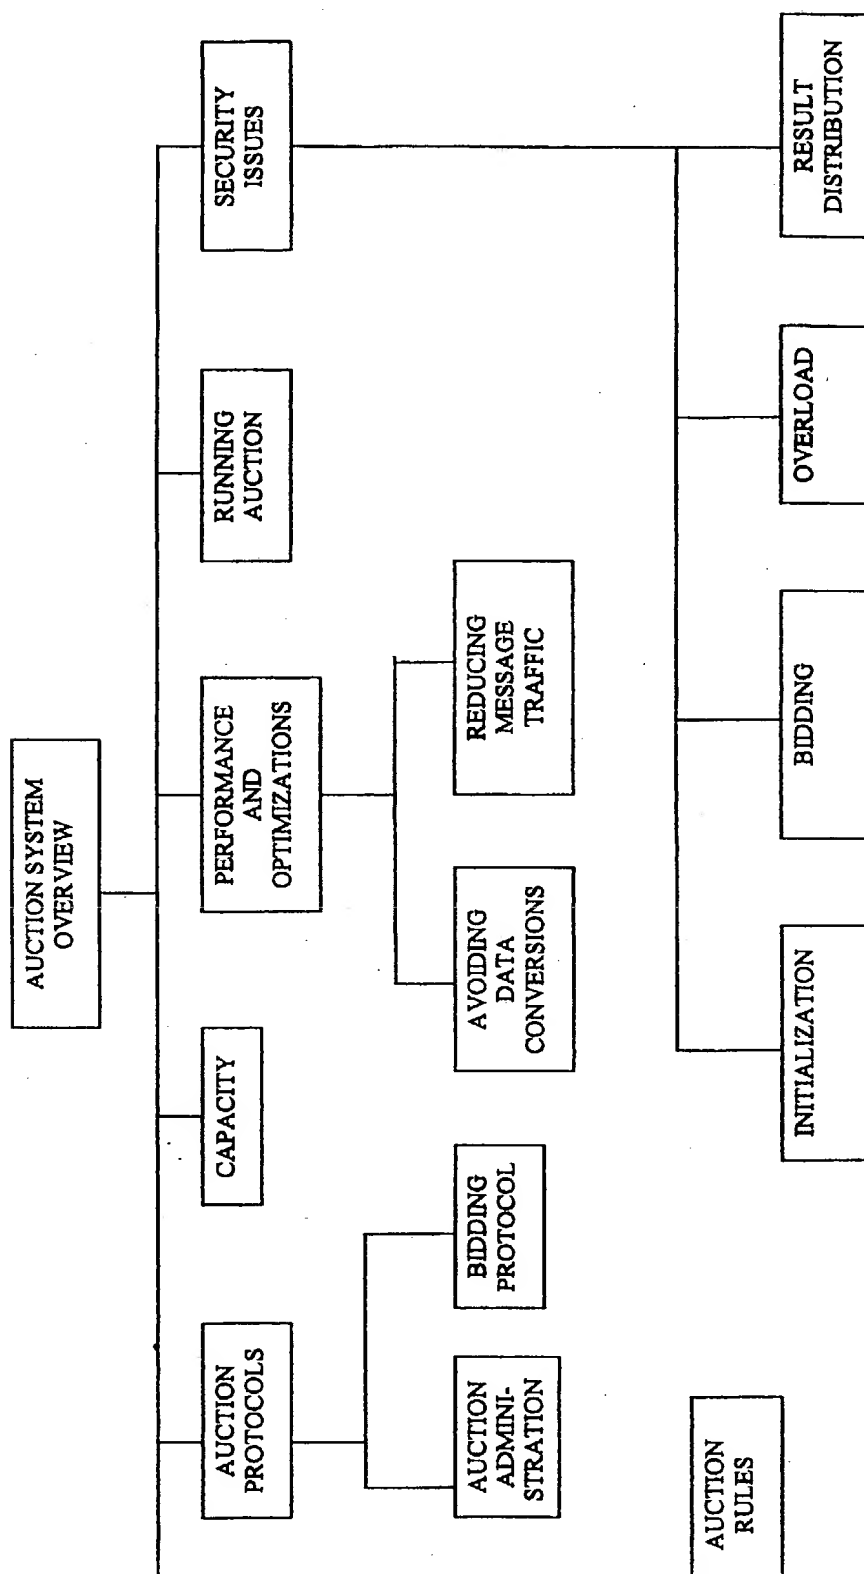 AUCTION SYSTEM
OVERVIEW
AUCTION
PROTOCOLS
CAPACITY
PERFORMANCE
AND
OPTIMIZATIONS
RUNNING
AUCTION
SECURITY
ISSUES
AUCTION
ADMINI-
STRATION
BIDDING
PROTOCOL
AVOIDING
DATA
CONVERSIONS
REDUCING
MESSAGE
TRAFFIC
AUCTION
RULES
INITIALIZATION
BIDDING
OVERLOAD
RESULT
DISTRIBUTION